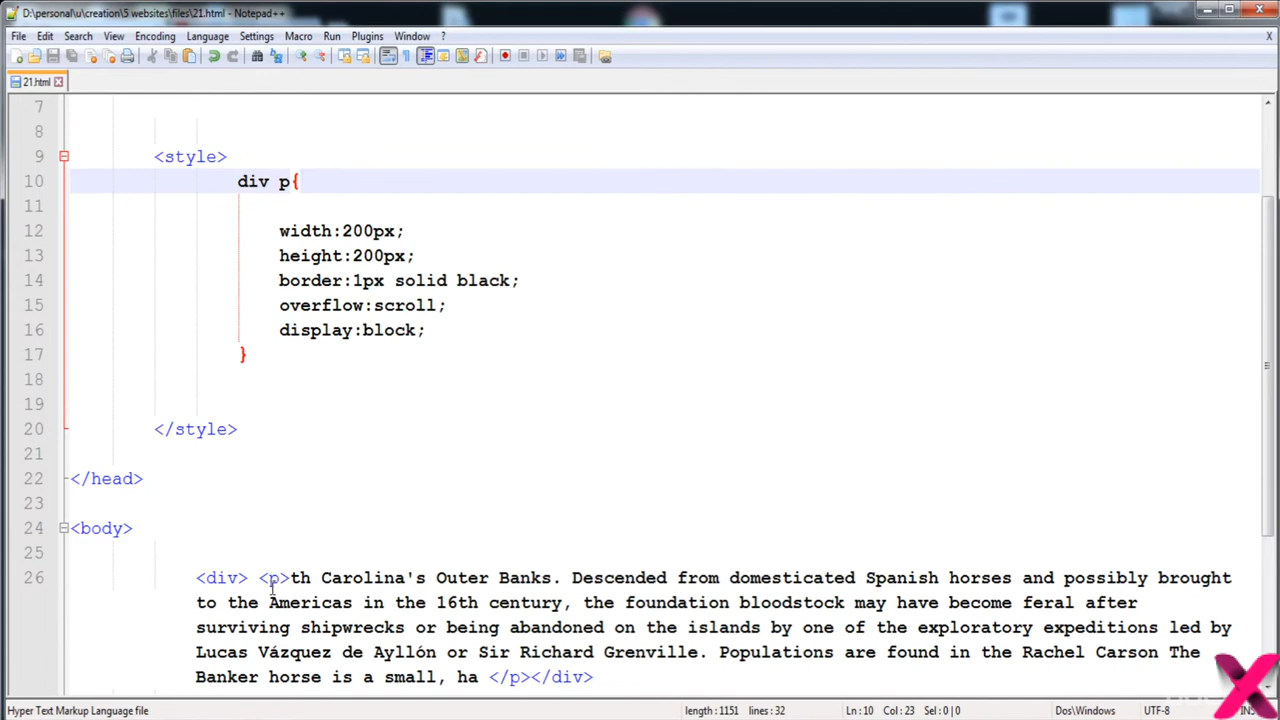 D:\personal\u\creation\5 websites\files\21.html - Notepad++
File Edit Search View Encoding Language Settings Macro Run Plugins Window ? X
21.html
7
8
9 <style>
10 div p{
11
12 width:200px;
13 height:200px;
14 border:1px solid black;
15 overflow:scroll;
16 display:block;
17 }
18
19
20 </style>
21
22 </head>
23
24 <body>
25
26 <div> <p>th Carolina's Outer Banks. Descended from domesticated Spanish horses and possibly brought
to the Americas in the 16th century, the foundation bloodstock may have become feral after
surviving shipwrecks or being abandoned on the islands by one of the exploratory expeditions led by
Lucas Vázquez de Ayllón or Sir Richard Grenville. Populations are found in the Rachel Carson The
Banker horse is a small, ha </p></div>
Hyper Text Markup Language file length : 1151 lines : 32 Ln : 10 Col : 23 Sel : 0 | 0 Dos\Windows UTF-8